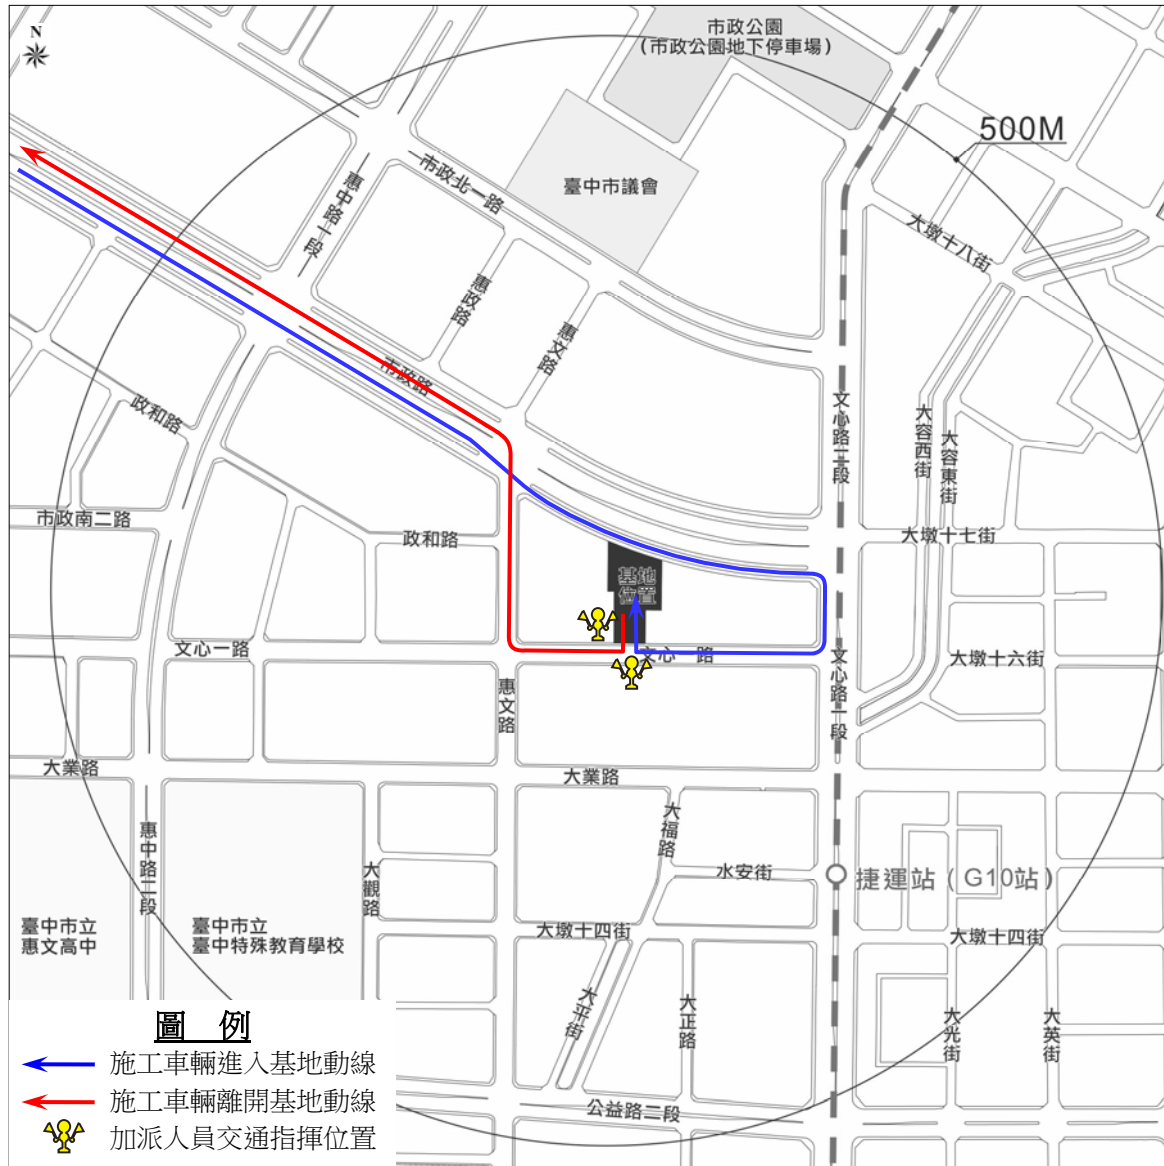 N
市政公園
(市政公園地下停車場)
500M
市政北一路
臺中市議會
惠中路二段
大墩十八街
惠政路
惠文路
市政路
政和路
文心路二段
大容西街
大容東街
市政南二路
政和路
大墩十七街
基地
位置
文心一路
文心一路
文心路一段
大墩十六街
惠文路
大業路
大業路
大福路
惠中路二段
大觀路
水安街
捷運站(G10站)
臺中市立
惠文高中
臺中市立
臺中特殊教育學校
大墩十四街
大墩十四街
大平街
大正路
大光街
大英街
公益路二段
圖 例
施工車輛進入基地動線
施工車輛離開基地動線
加派人員交通指揮位置